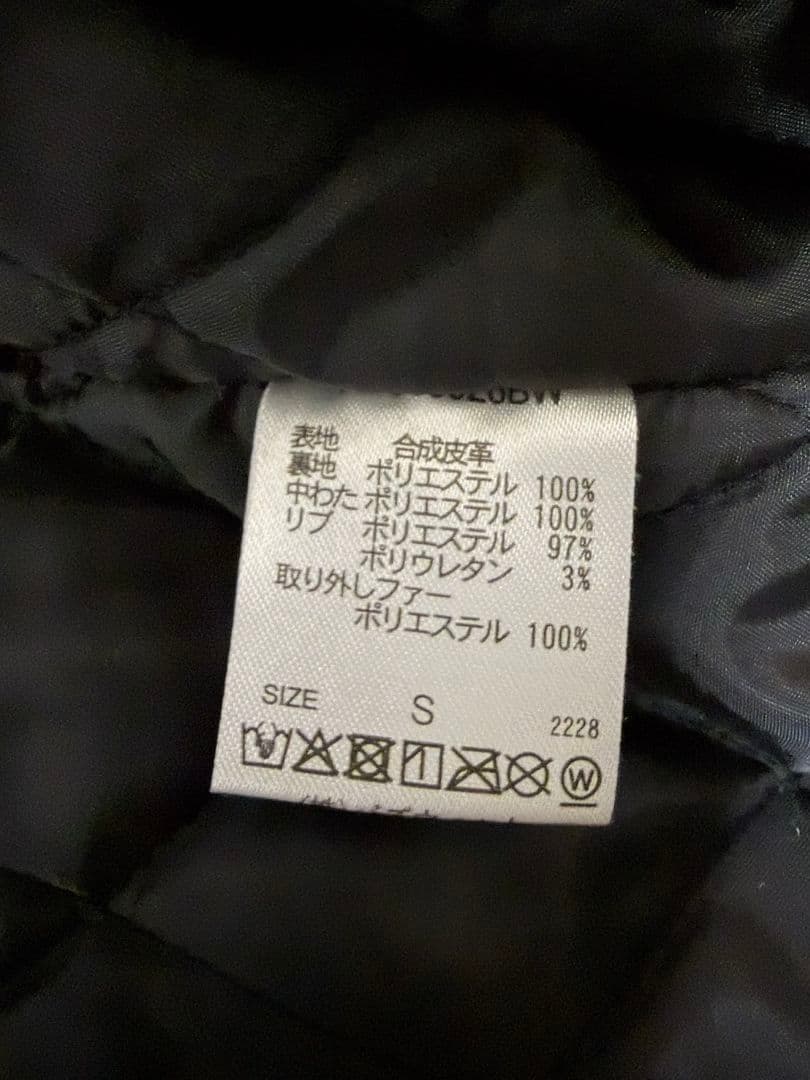 表地 合成皮革
裏地 ポリエステル 100%
中わた ポリエステル 100%
リブ ポリエステル 97%
ポリウレタン 3%
取り外しファー
ポリエステル 100%
SIZE S
2228
W